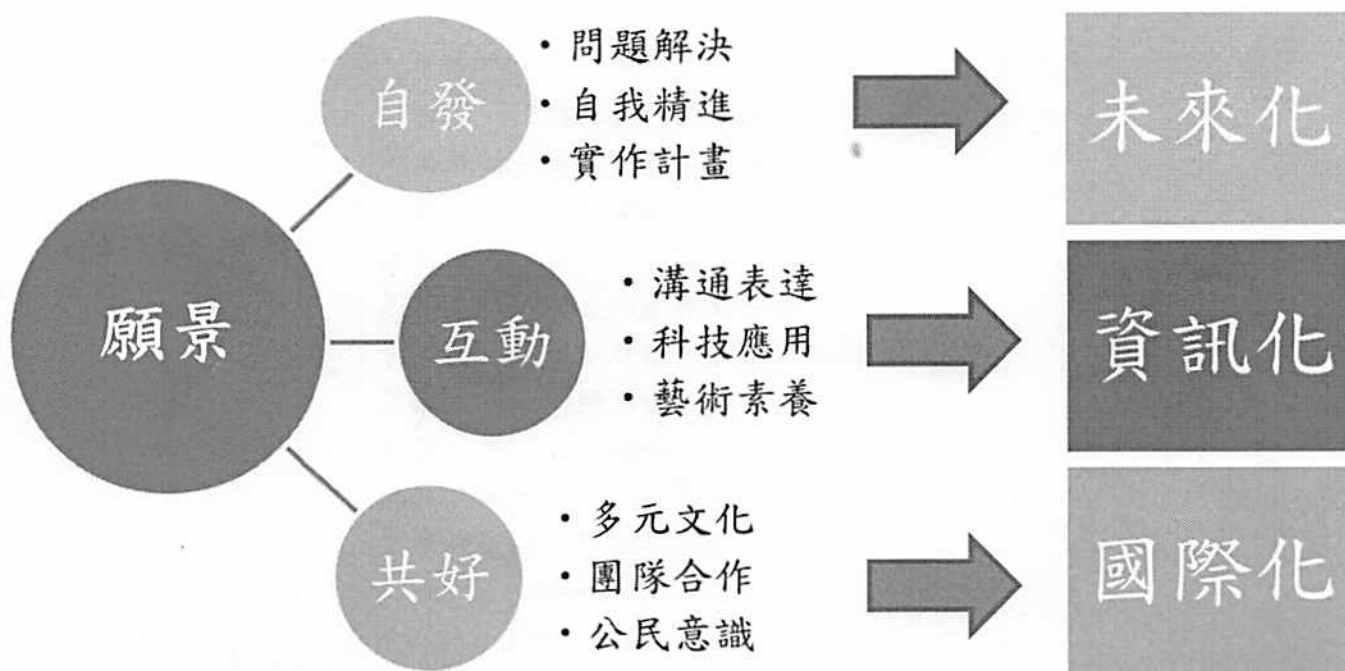 願景
自發
• 問題解決
• 自我精進
• 實作計畫
未來化
互動
• 溝通表達
• 科技應用
• 藝術素養
資訊化
共好
• 多元文化
• 團隊合作
• 公民意識
國際化